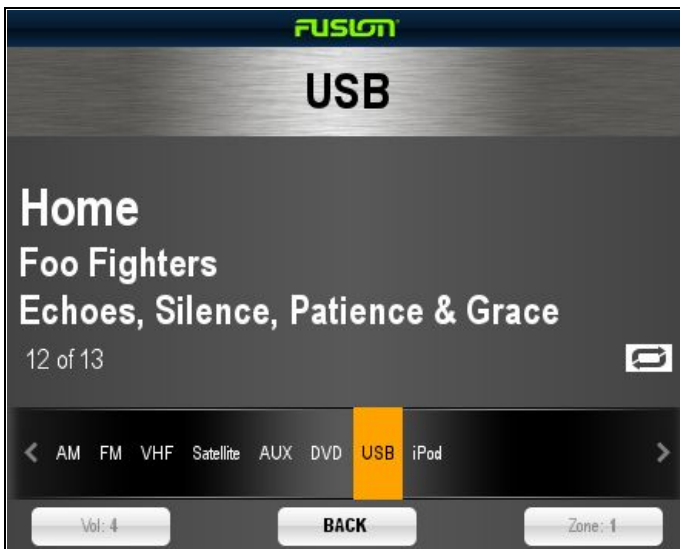 FUSION
USB
Home
Foo Fighters
Echoes, Silence, Patience & Grace
12 of 13
AM FM VHF Satellite AUX DVD USB iPod
Vol: 4 BACK Zone: 1